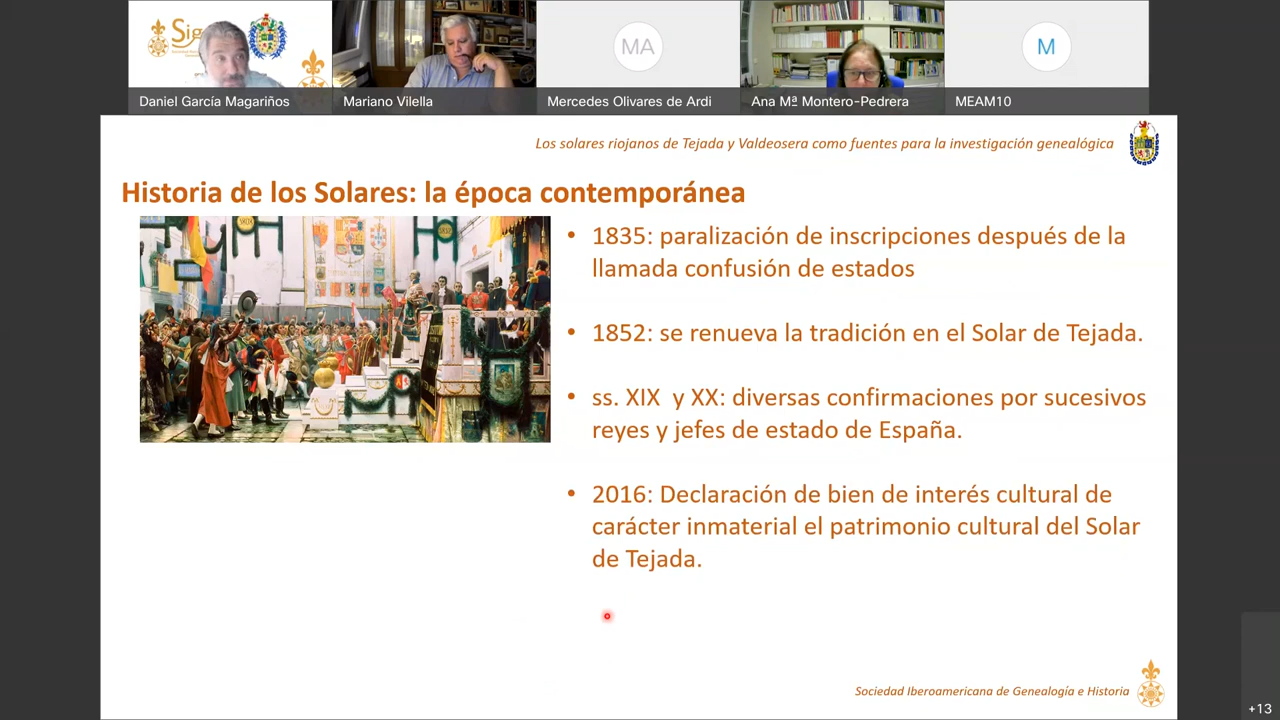 Sig
MA
M
Daniel García Magariños
Mariano Vilella
Mercedes Olivares de Ardi
Ana Mª Montero-Pedrera
MEAM10
Los solares riojanos de Tejada y Valdeosera como fuentes para la investigación genealógica
Historia de los Solares: la época contemporánea
• 1835: paralización de inscripciones después de la
llamada confusión de estados
• 1852: se renueva la tradición en el Solar de Tejada.
• ss. XIX y XX: diversas confirmaciones por sucesivos
reyes y jefes de estado de España.
• 2016: Declaración de bien de interés cultural de
carácter inmaterial el patrimonio cultural del Solar
de Tejada.
Sociedad Iberoamericana de Genealogía e Historia
+13